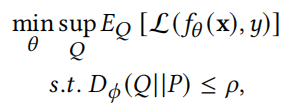 min sup E_Q [ℒ(f_θ(x), y)]
θ Q
s.t. D_ϕ(Q||P) ≤ ρ,